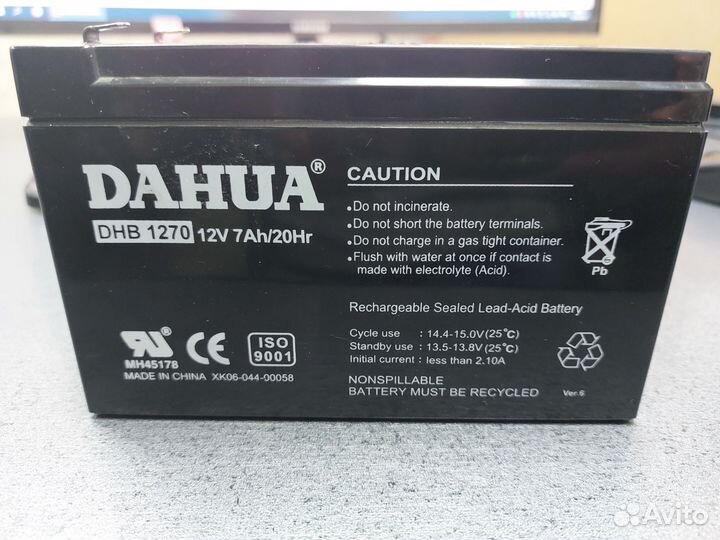 DAHUA®
DHB 1270 12V 7Ah/20Hr
CAUTION
•Do not incinerate.
•Do not short the battery terminals.
•Do not charge in a gas tight container.
•Flush with water at once if contact is
made with electrolyte (Acid).
Pb
Rechargeable Sealed Lead-Acid Battery
Cycle use : 14.4-15.0V(25℃)
Standby use : 13.5-13.8V(25℃)
Initial current : less than 2.10A
NONSPILLABLE
BATTERY MUST BE RECYCLED
Ver.6
RU®
MH45178
CE
ISO
9001
MADE IN CHINA XK06-044-00058
Avito